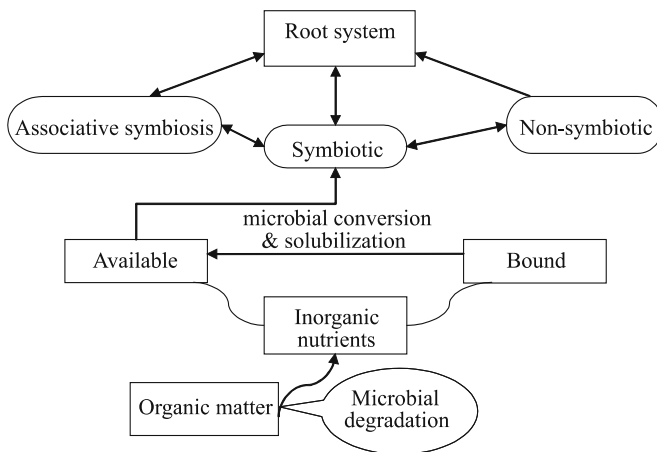 Root system
Associative symbiosis
Non-symbiotic
Symbiotic
microbial conversion
& solubilization
Available
Bound
Inorganic
nutrients
Organic matter
Microbial
degradation